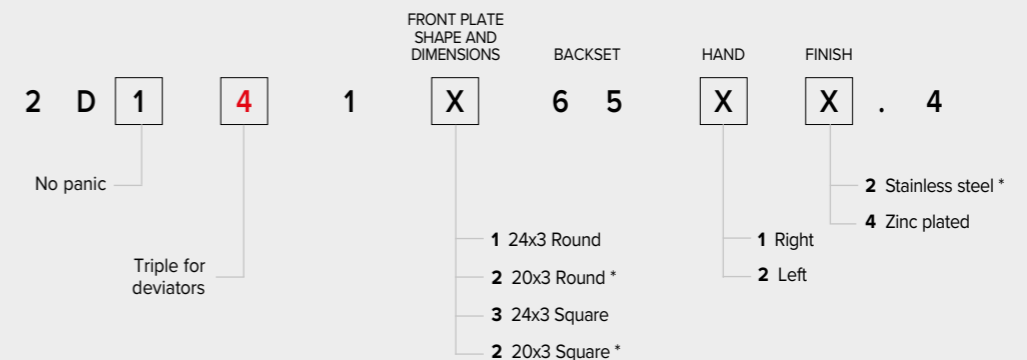 FRONT PLATE
SHAPE AND
DIMENSIONS
BACKSET
HAND
FINISH
2 D 1 4 1 X 6 5 X X . 4
No panic
Triple for
deviators
1 24x3 Round
2 20x3 Round *
3 24x3 Square
2 20x3 Square *
1 Right
2 Left
2 Stainless steel *
4 Zinc plated